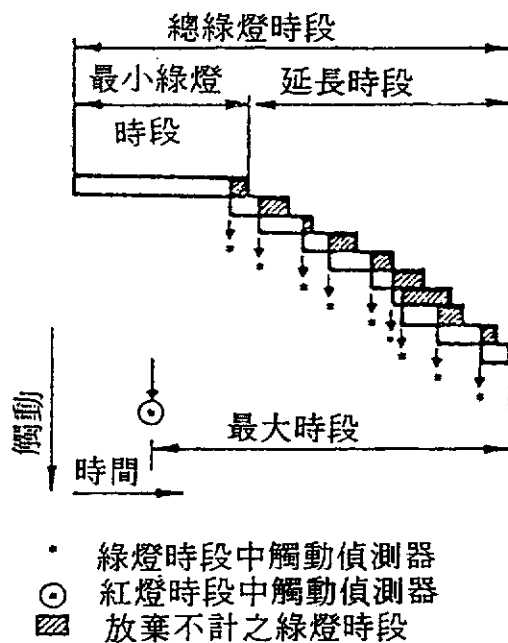 總綠燈時段
最小綠燈
時段
延長時段
觸動
最大時段
時間
綠燈時段中觸動偵測器
紅燈時段中觸動偵測器
放棄不計之綠燈時段